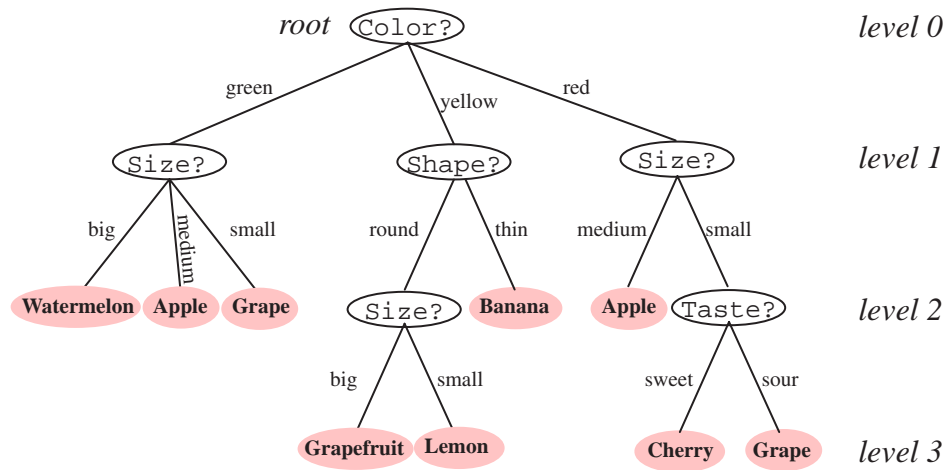 root Color? level 0
green yellow red
Size? Shape? Size? level 1
big medium small round thin medium small
Watermelon Apple Grape Size? Banana Apple Taste? level 2
big small sweet sour
Grapefruit Lemon Cherry Grape level 3